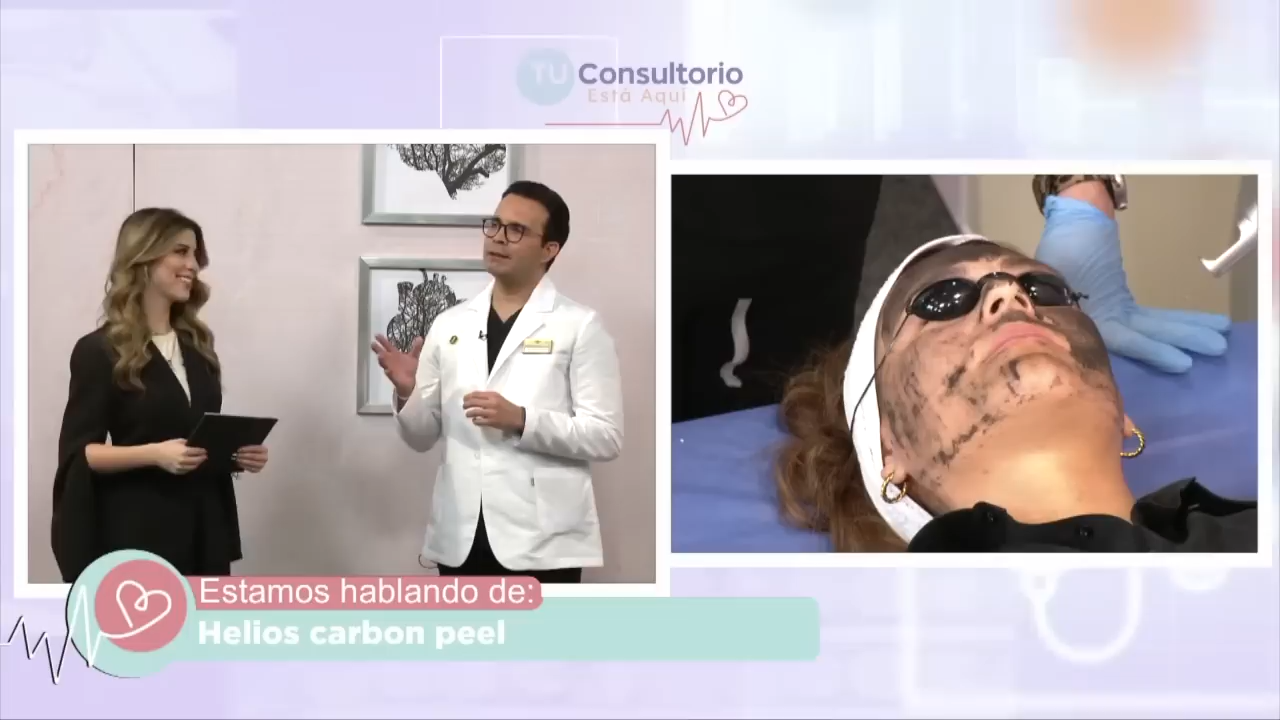 TU Consultorio
Está Aquí
Estamos hablando de:
Helios carbon peel